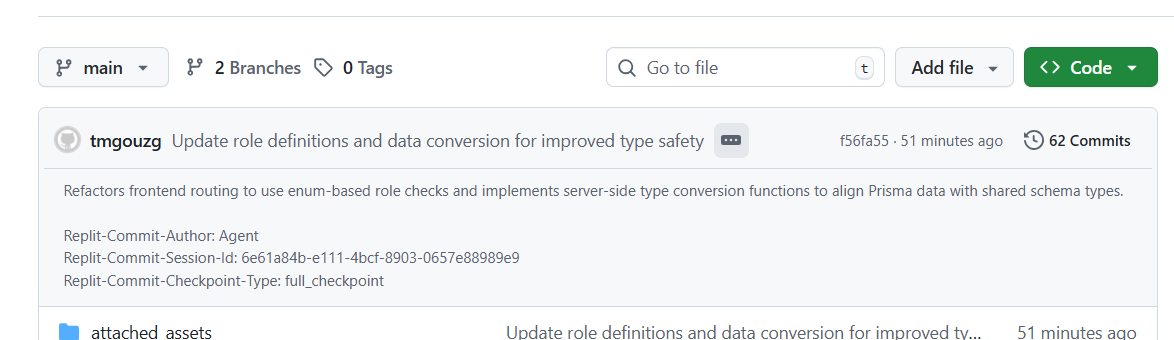 main 2 Branches 0 Tags Go to file t Add file Code
tmgouzg Update role definitions and data conversion for improved type safety f56fa55 · 51 minutes ago 62 Commits
Refactors frontend routing to use enum-based role checks and implements server-side type conversion functions to align Prisma data with shared schema types.
Replit-Commit-Author: Agent
Replit-Commit-Session-Id: 6e61a84b-e111-4bcf-8903-0657e88989e9
Replit-Commit-Checkpoint-Type: full_checkpoint
attached_assets Update role definitions and data conversion for improved ty... 51 minutes ago